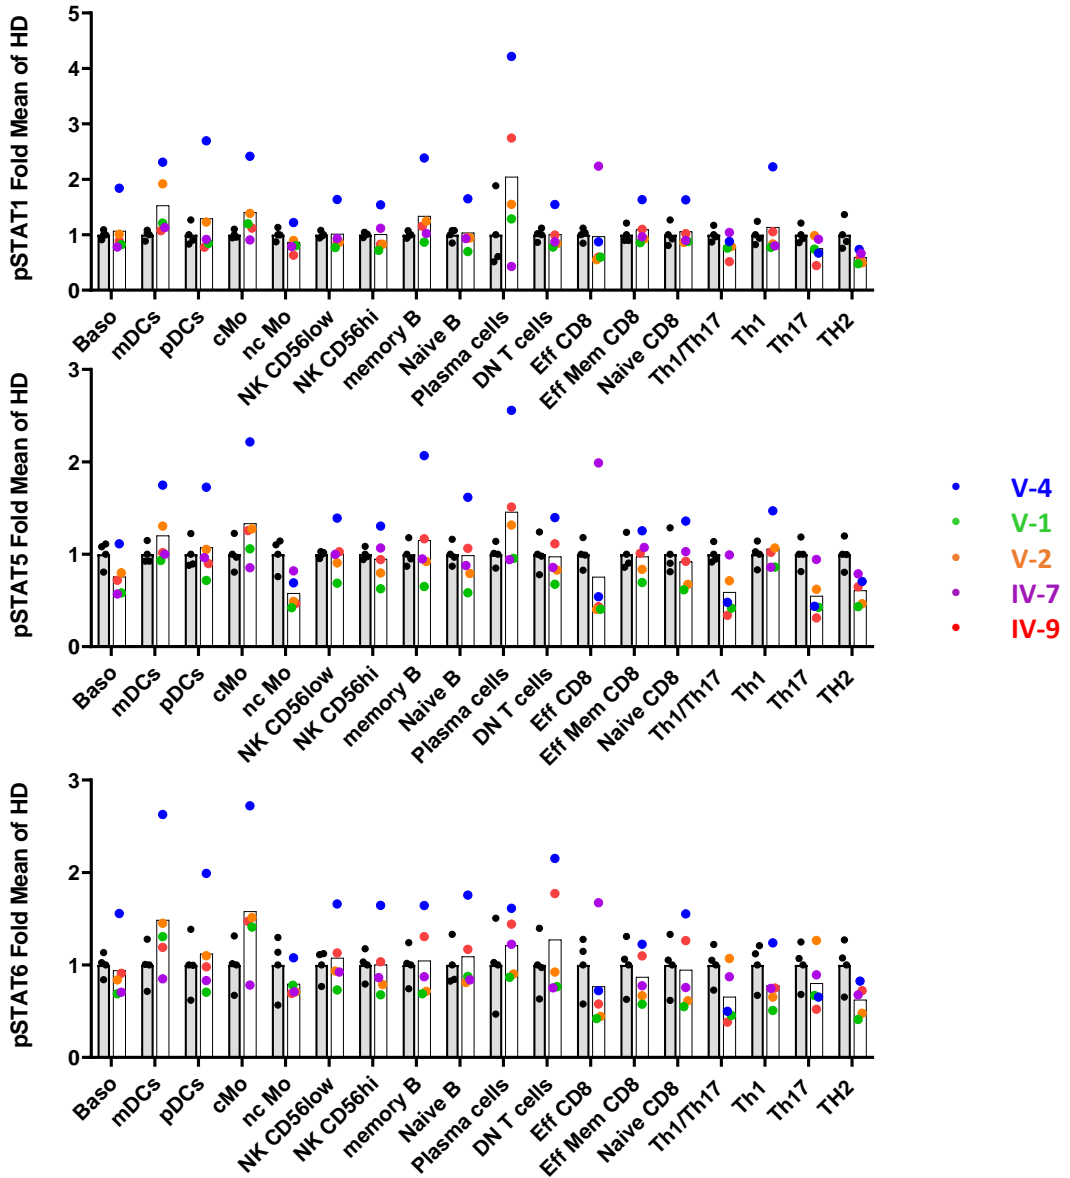 pSTAT1 Fold Mean of HD
5
4
3
2
1
0
Baso
mDCs
pDCs
cMo
nc Mo
NK CD56low
NK CD56hi
memory B
Naive B
Plasma cells
DN T cells
Eff CD8
Eff Mem CD8
Naive CD8
Th1/Th17
Th1
Th17
TH2
pSTAT5 Fold Mean of HD
3
2
1
0
Baso
mDCs
pDCs
cMo
nc Mo
NK CD56low
NK CD56hi
memory B
Naive B
Plasma cells
DN T cells
Eff CD8
Eff Mem CD8
Naive CD8
Th1/Th17
Th1
Th17
TH2
V-4
V-1
V-2
IV-7
IV-9
pSTAT6 Fold Mean of HD
3
2
1
0
Baso
mDCs
pDCs
cMo
nc Mo
NK CD56low
NK CD56hi
memory B
Naive B
Plasma cells
DN T cells
Eff CD8
Eff Mem CD8
Naive CD8
Th1/Th17
Th1
Th17
TH2